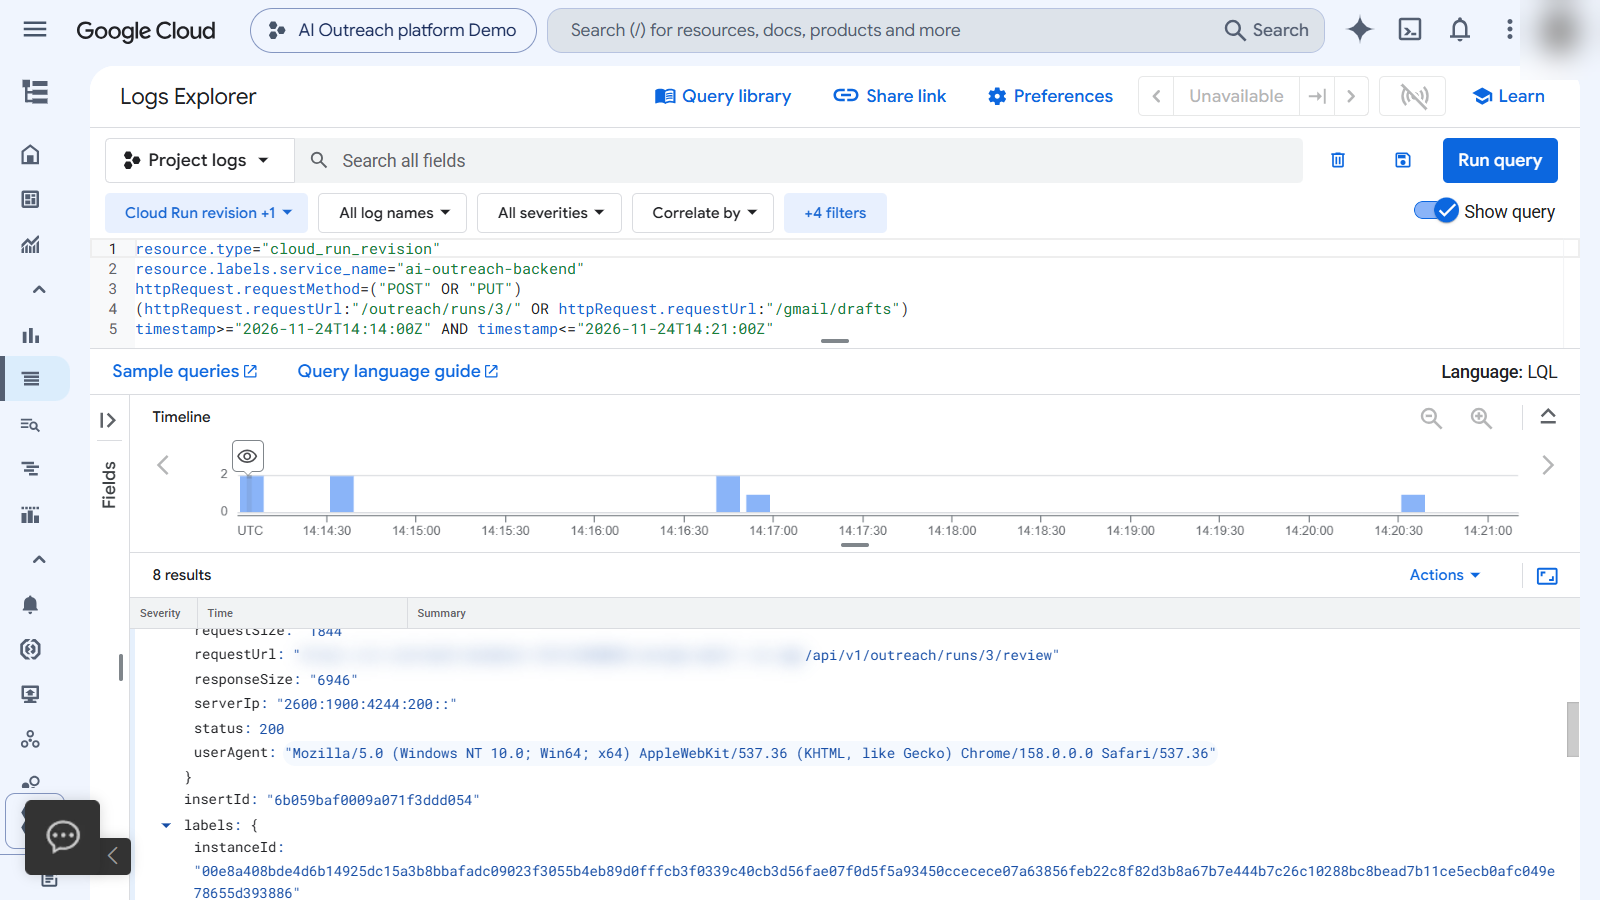 Google Cloud
AI Outreach platform Demo
Search (/) for resources, docs, products and more
Search
Logs Explorer
Query library
Share link
Preferences
Unavailable
Learn
Project logs
Search all fields
Run query
Cloud Run revision +1
All log names
All severities
Correlate by
+4 filters
Show query
1 resource.type="cloud_run_revision"
2 resource.labels.service_name="ai-outreach-backend"
3 httpRequest.requestMethod=("POST" OR "PUT")
4 (httpRequest.requestUrl:"/outreach/runs/3/" OR httpRequest.requestUrl:"/gmail/drafts")
5 timestamp>="2026-11-24T14:14:00Z" AND timestamp<="2026-11-24T14:21:00Z"
Sample queries
Query language guide
Language: LQL
Fields
Timeline
2
0
UTC 14:14:30 14:15:00 14:15:30 14:16:00 14:16:30 14:17:00 14:17:30 14:18:00 14:18:30 14:19:00 14:19:30 14:20:00 14:20:30 14:21:00
8 results
Actions
Severity Time Summary
requestSize: "1844"
requestUrl: "/api/v1/outreach/runs/3/review"
responseSize: "6946"
serverIp: "2600:1900:4244:200::"
status: 200
userAgent: "Mozilla/5.0 (Windows NT 10.0; Win64; x64) AppleWebKit/537.36 (KHTML, like Gecko) Chrome/158.0.0.0 Safari/537.36"
}
insertId: "6b059baf0009a071f3ddd054"
labels: {
instanceId:
"00e8a408bde4d6b14925dc15a3b8bbafadc09023f3055b4eb89d0fffcb3f0339c40cb3d56fae07f0d5f5a93450ccecece07a63856feb22c8f82d3b8a67b7e444b7c26c10288bc8bead7b11ce5ecb0afc049e
78655d393886"